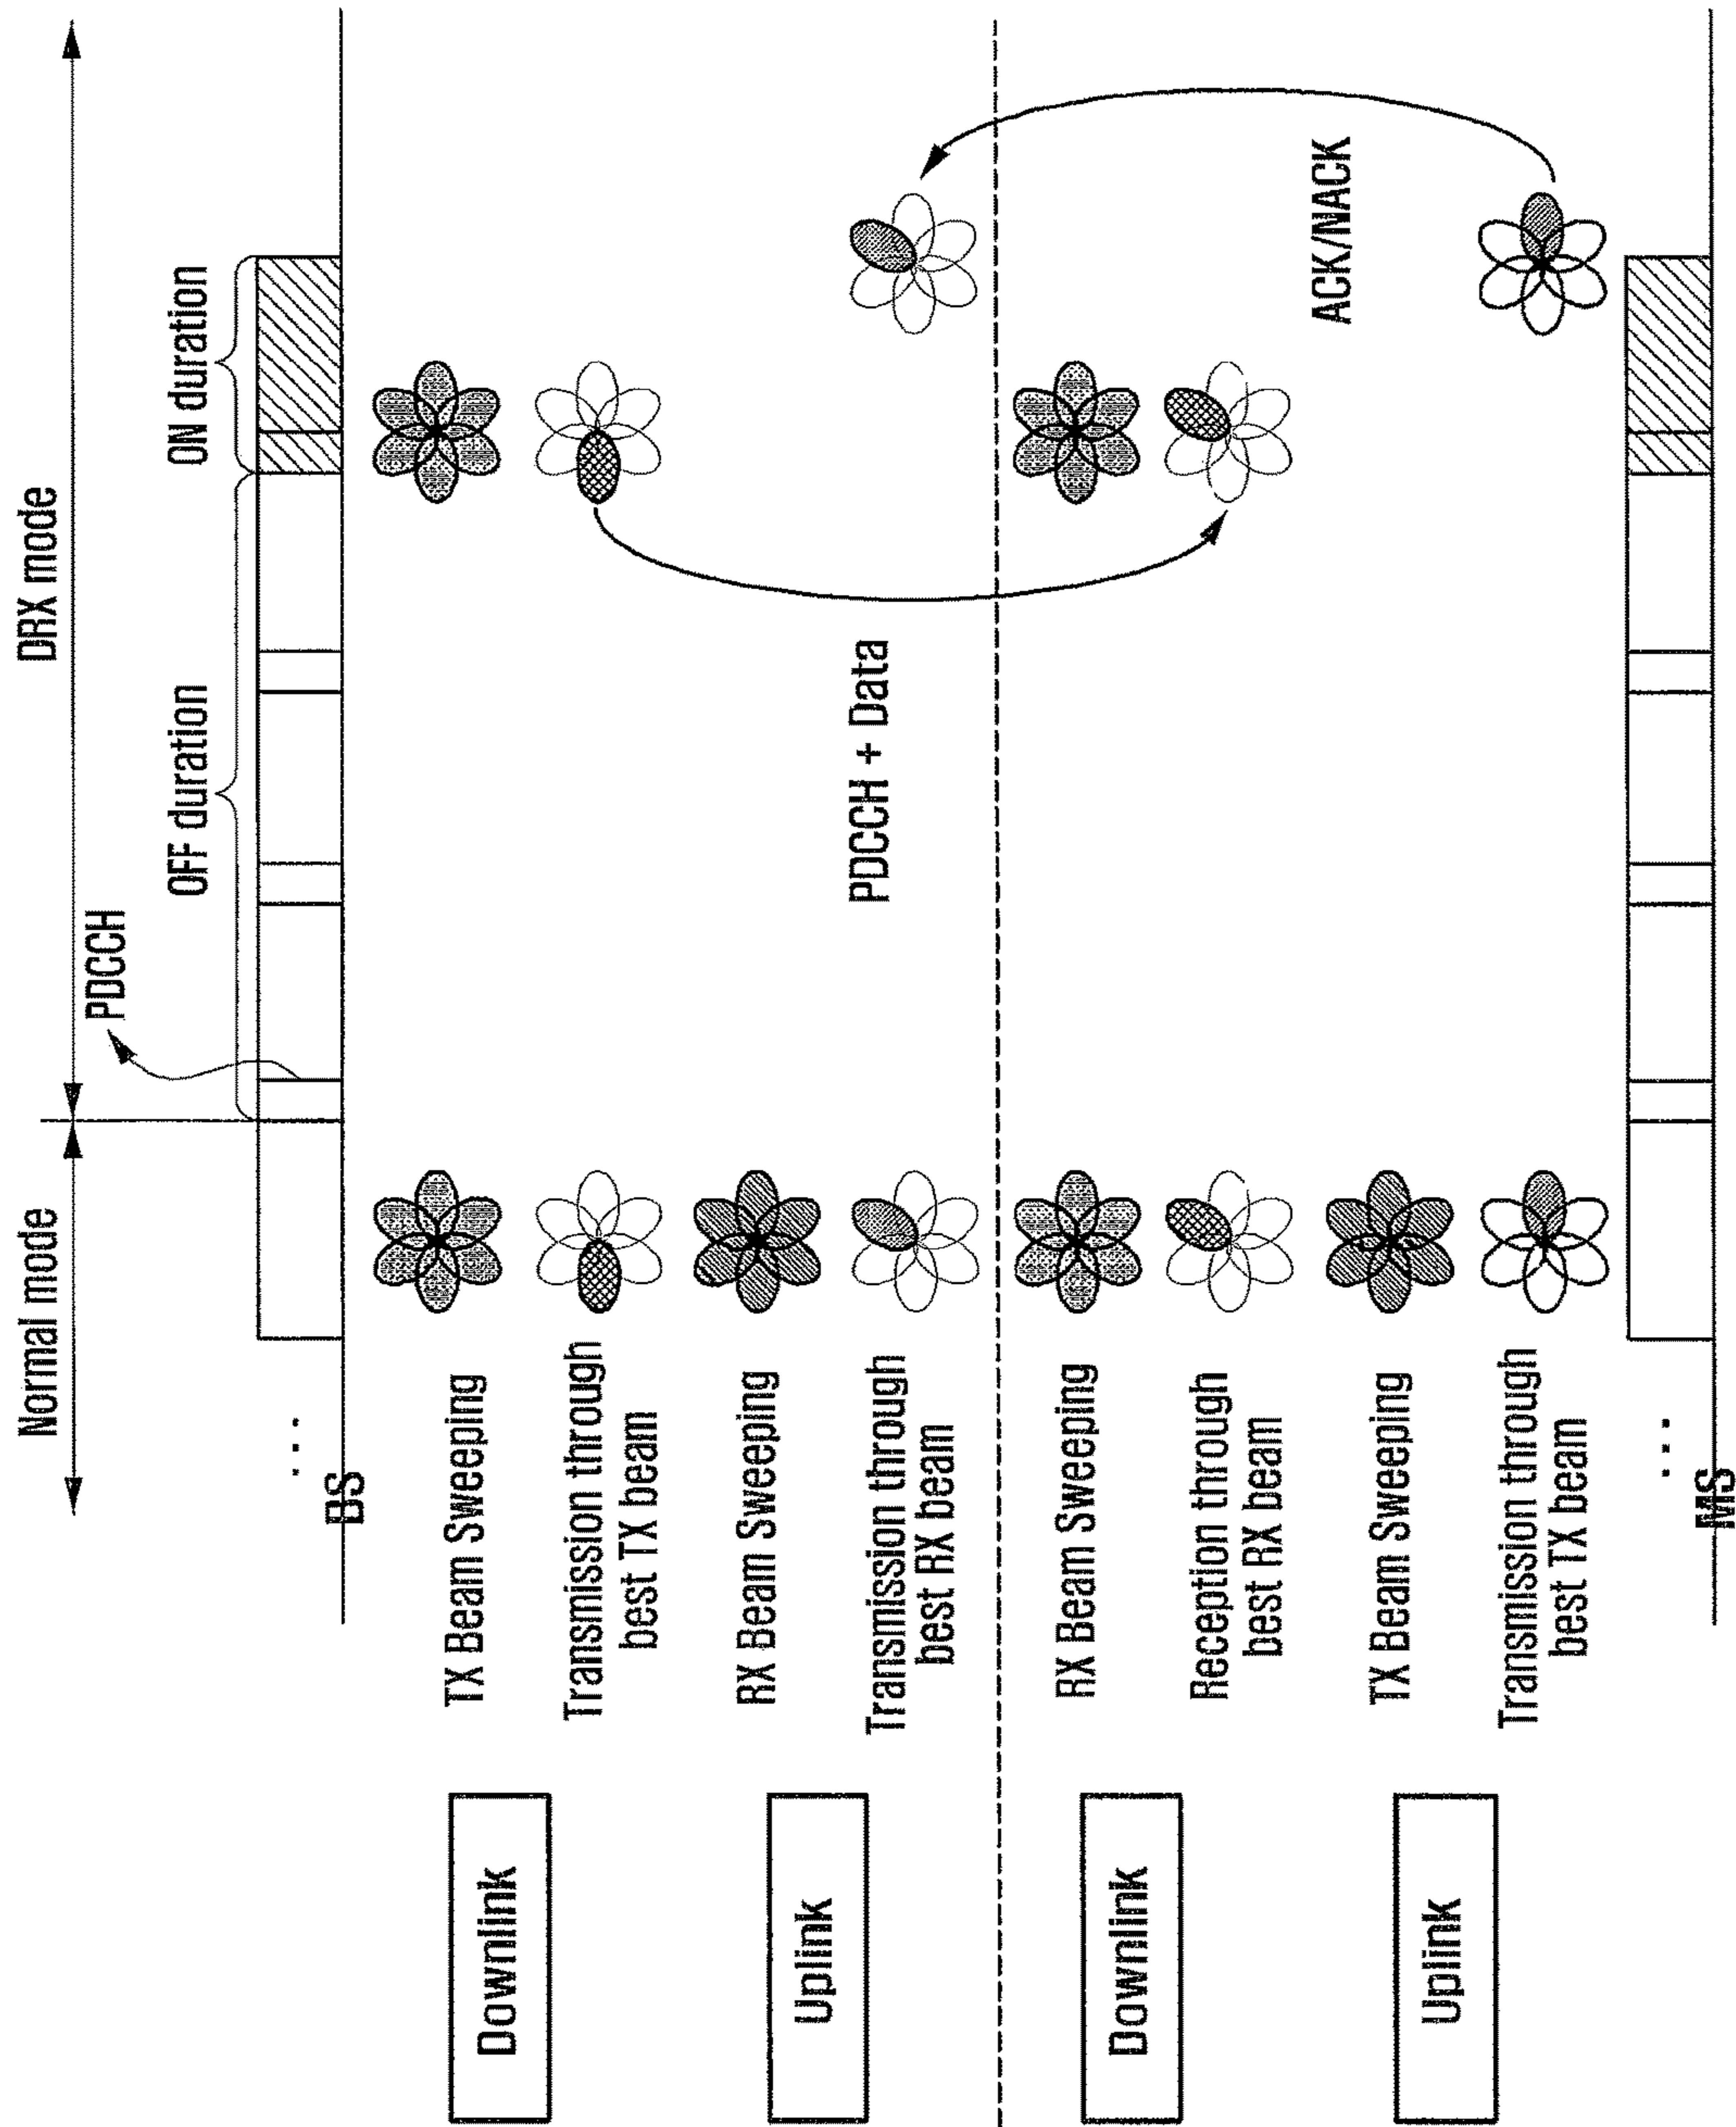 Normal mode
DRX mode
PDCCH
OFF duration
ON duration
...
BS
Downlink
TX Beam Sweeping
Transmission through
best TX beam
Uplink
RX Beam Sweeping
Transmission through
best RX beam
PDCCH + Data
Downlink
RX Beam Sweeping
Reception through
best RX beam
Uplink
TX Beam Sweeping
Transmission through
best TX beam
ACK/NACK
...
MS